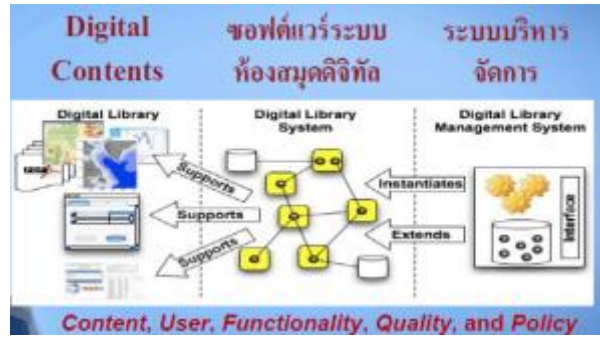 Digital
Contents
ซอฟต์แวร์ระบบ
ห้องสมุดดิจิทัล
ระบบบริหาร
จัดการ
Digital Library
Digital Library
System
Digital Library
Management System
Supports
Supports
Supports
Instantiates
Extends
Interface
Content, User, Functionality, Quality, and Policy